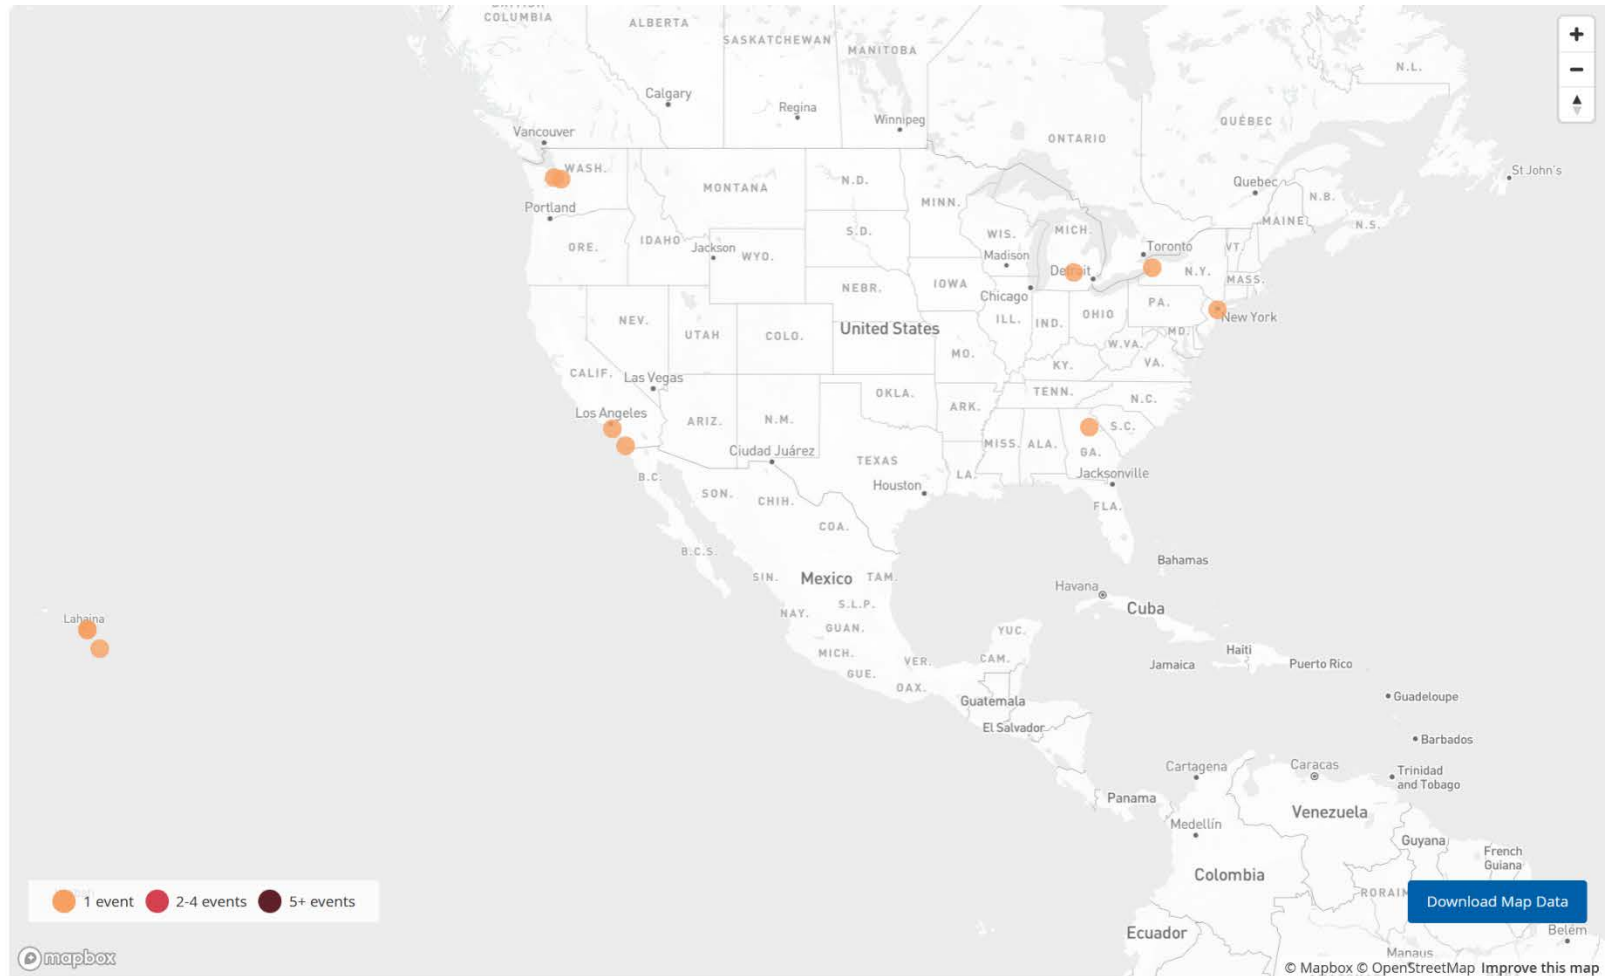 COLUMBIA
ALBERTA
SASKATCHEWAN
MANITOBA
N.L.
Calgary
Regina
Winnipeg
ONTARIO
QUÉBEC
Vancouver
WASH.
MONTANA
N.D.
MINN.
Quebec
N.B.
St John's
Portland
ORE.
IDAHO
Jackson
WYO.
S.D.
WIS.
Madison
MICH.
Toronto
MAINE
VT.
N.S.
Detroit
N.Y.
MASS.
NEBR.
IOWA
Chicago
PA.
NEV.
UTAH
COLO.
United States
ILL.
IND.
OHIO
New York
MD.
W.VA.
VA.
MO.
KY.
CALIF.
Las Vegas
OKLA.
TENN.
N.C.
ARK.
Los Angeles
ARIZ.
N.M.
S.C.
MISS.
ALA.
GA.
Ciudad Juárez
TEXAS
LA.
Jacksonville
B.C.
SON.
CHIH.
Houston
FLA.
COA.
B.C.S.
Bahamas
SIN.
Mexico
TAM.
Havana
Cuba
Lahaina
NAY.
S.L.P.
GUAN.
YUC.
MICH.
VER.
CAM.
Haiti
Jamaica
Puerto Rico
GUE.
OAX.
Guatemala
Guadeloupe
El Salvador
Barbados
Cartagena
Caracas
Trinidad
and Tobago
Panama
Venezuela
Medellín
Guyana
French
Guiana
Colombia
1 event
2-4 events
5+ events
Download Map Data
Ecuador
Belém
Manaus
mapbox
© Mapbox © OpenStreetMap Improve this map